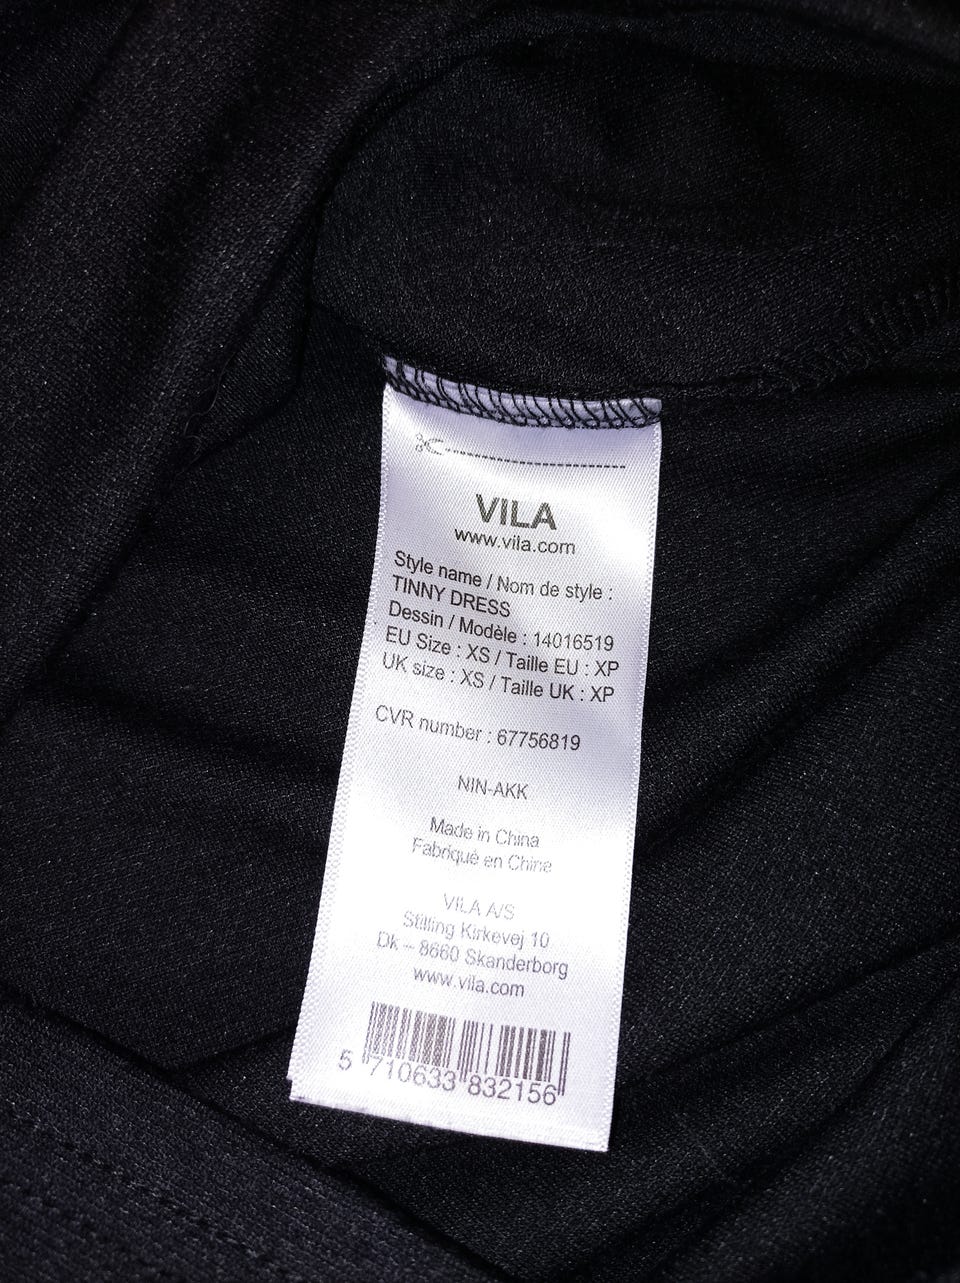 VILA
www.vila.com
Style name / Nom de style :
TINNY DRESS
Dessin / Modèle : 14016519
EU Size : XS / Taille EU : XP
UK size : XS / Taille UK : XP
CVR number : 67756819
NIN-AKK
Made in China
Fabriqué en Chine
VILA A/S
Stilling Kirkevej 10
Dk – 8660 Skanderborg
www.vila.com
5 710633 832156